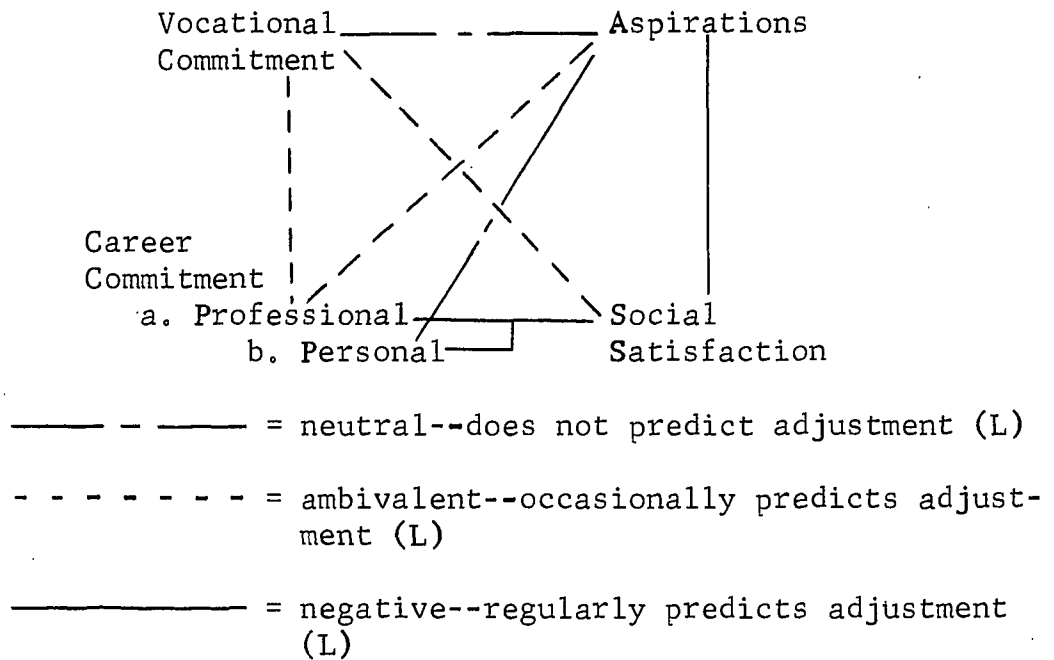 Vocational Aspirations
Commitment
Career
Commitment
a. Professional Social
b. Personal Satisfaction
= neutral--does not predict adjustment (L)
= ambivalent--occasionally predicts adjust-
ment (L)
= negative--regularly predicts adjustment
(L)